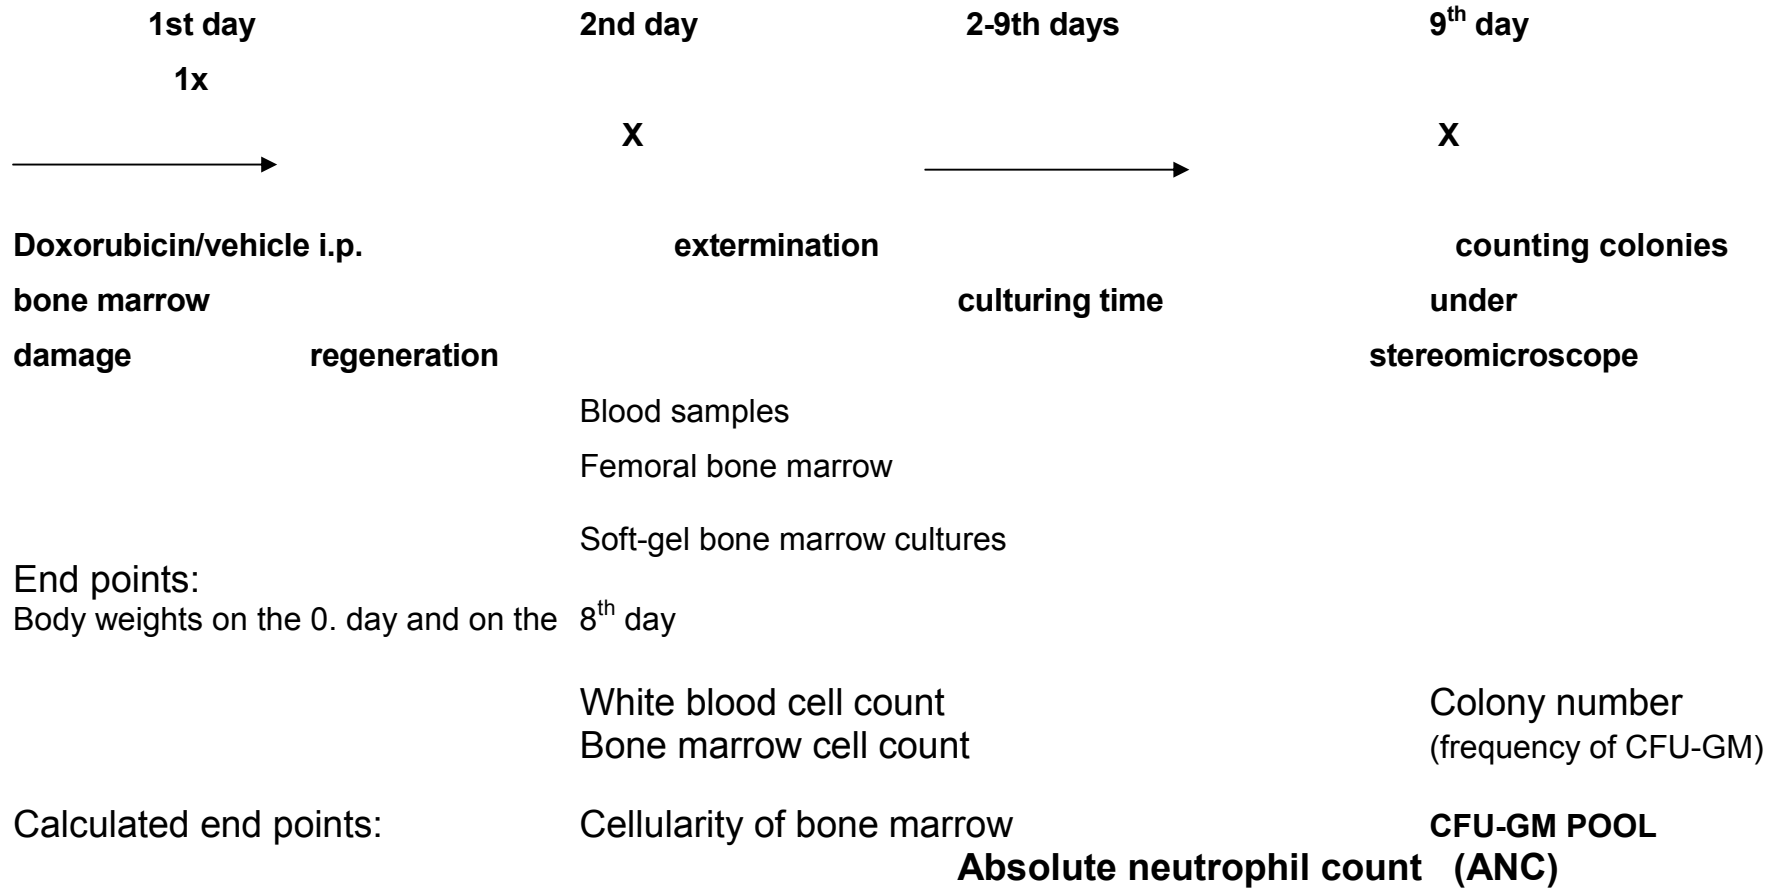 1st day 2nd day 2-9th days 9th day
1x
X X
Doxorubicin/vehicle i.p. extermination counting colonies
bone marrow culturing time under
damage regeneration stereomicroscope
Blood samples
Femoral bone marrow
Soft-gel bone marrow cultures
End points:
Body weights on the 0. day and on the 8th day
White blood cell count Colony number
Bone marrow cell count (frequency of CFU-GM)
Calculated end points: Cellularity of bone marrow CFU-GM POOL
Absolute neutrophil count (ANC)